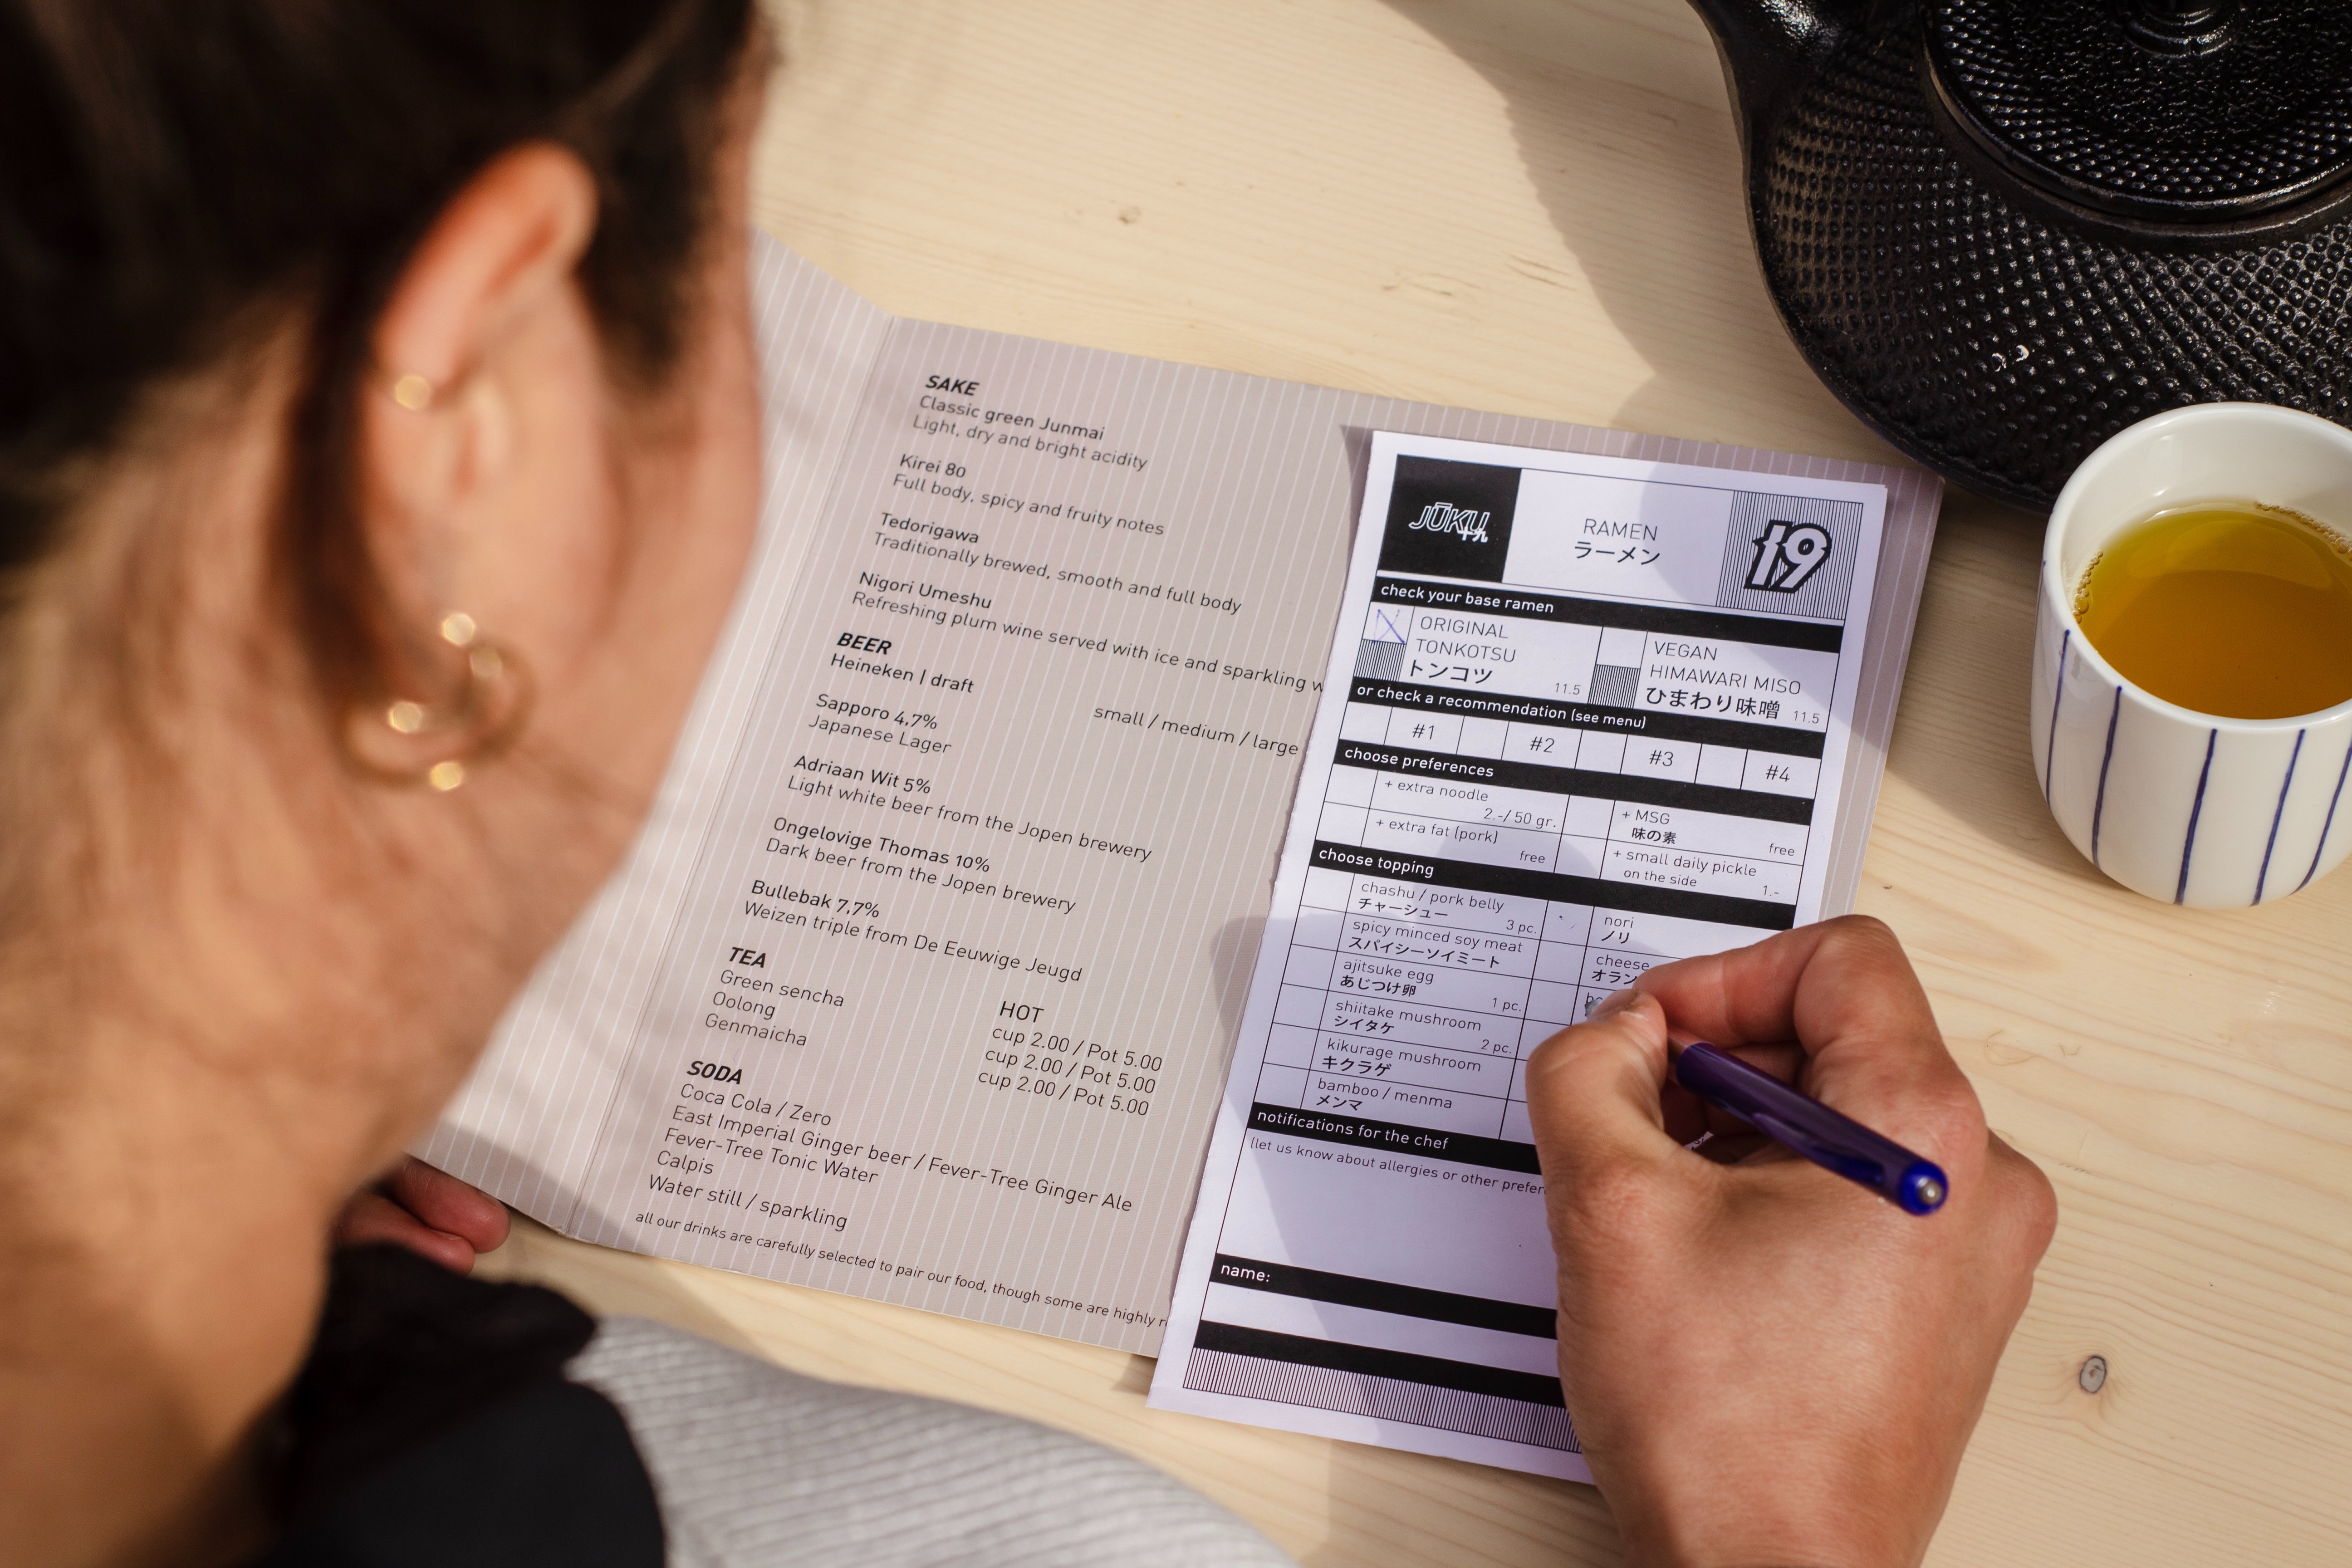 SAKE
Classic green Junmai
Light, dry and bright acidity
Kirei 80
Full body, spicy and fruity notes
Tedorigawa
Traditionally brewed, smooth and full body
Nigori Umeshu
Refreshing plum wine served with ice and sparkling
BEER
Heineken | draft
small / medium / large
Sapporo 4,7%
Japanese Lager
Adriaan Wit 5%
Light white beer from the Jopen brewery
Ongelovige Thomas 10%
Dark beer from the Jopen brewery
Bullebak 7,7%
Weizen triple from De Eeuwige Jeugd
TEA
HOT
Green sencha
cup 2.00 / Pot 5.00
Oolong
cup 2.00 / Pot 5.00
Genmaicha
cup 2.00 / Pot 5.00
SODA
Coca Cola / Zero
East Imperial Ginger beer / Fever-Tree Ginger Ale
Fever-Tree Tonic Water
Calpis
Water still / sparkling
all our drinks are carefully selected to pair our food, though some are highly
JŪKU
十九
RAMEN
ラーメン
19
check your base ramen
ORIGINAL
TONKOTSU
トンコツ
11.5
VEGAN
HIMAWARI MISO
ひまわり味噌
11.5
or check a recommendation (see menu)
#1
#2
#3
#4
choose preferences
+ extra noodle
2.-/ 50 gr.
+ MSG
味の素
free
+ extra fat (pork)
free
+ small daily pickle
on the side
1.-
choose topping
chashu / pork belly
チャーシュー
3 pc.
nori
ノリ
spicy minced soy meat
スパイシーソイミート
cheese
ajitsuke egg
あじつけ卵
1 pc.
shiitake mushroom
シイタケ
2 pc.
kikurage mushroom
キクラゲ
bamboo / menma
メンマ
notifications for the chef
(let us know about allergies or other
name: